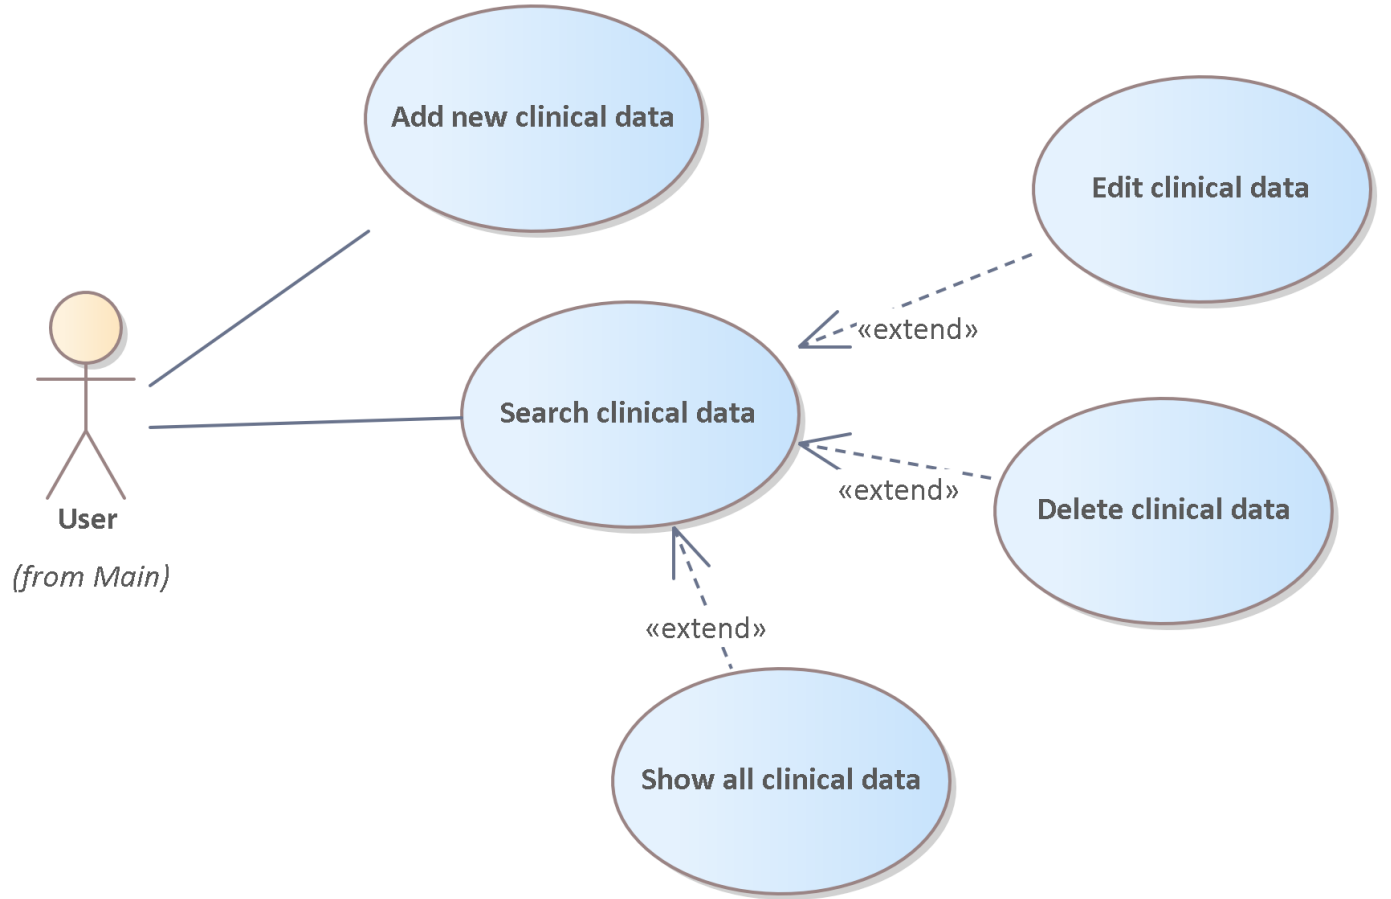 Add new clinical data
Edit clinical data
«extend»
Search clinical data
«extend»
Delete clinical data
User
(from Main)
«extend»
Show all clinical data